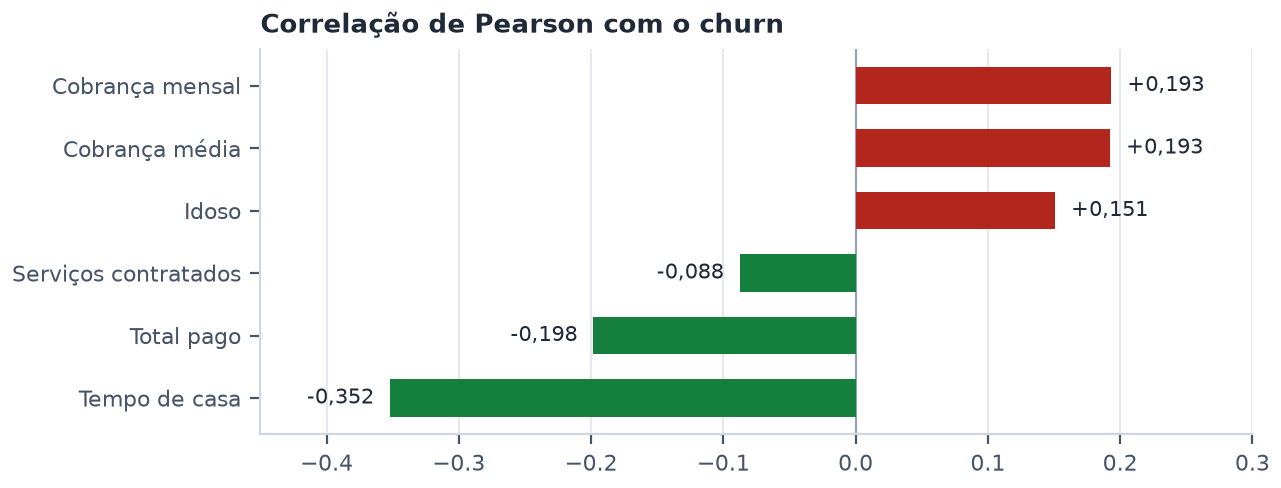 Correlação de Pearson com o churn
Cobrança mensal
+0,193
Cobrança média
+0,193
Idoso
+0,151
Serviços contratados
-0,088
Total pago
-0,198
Tempo de casa
-0,352
−0.4
−0.3
−0.2
−0.1
0.0
0.1
0.2
0.3